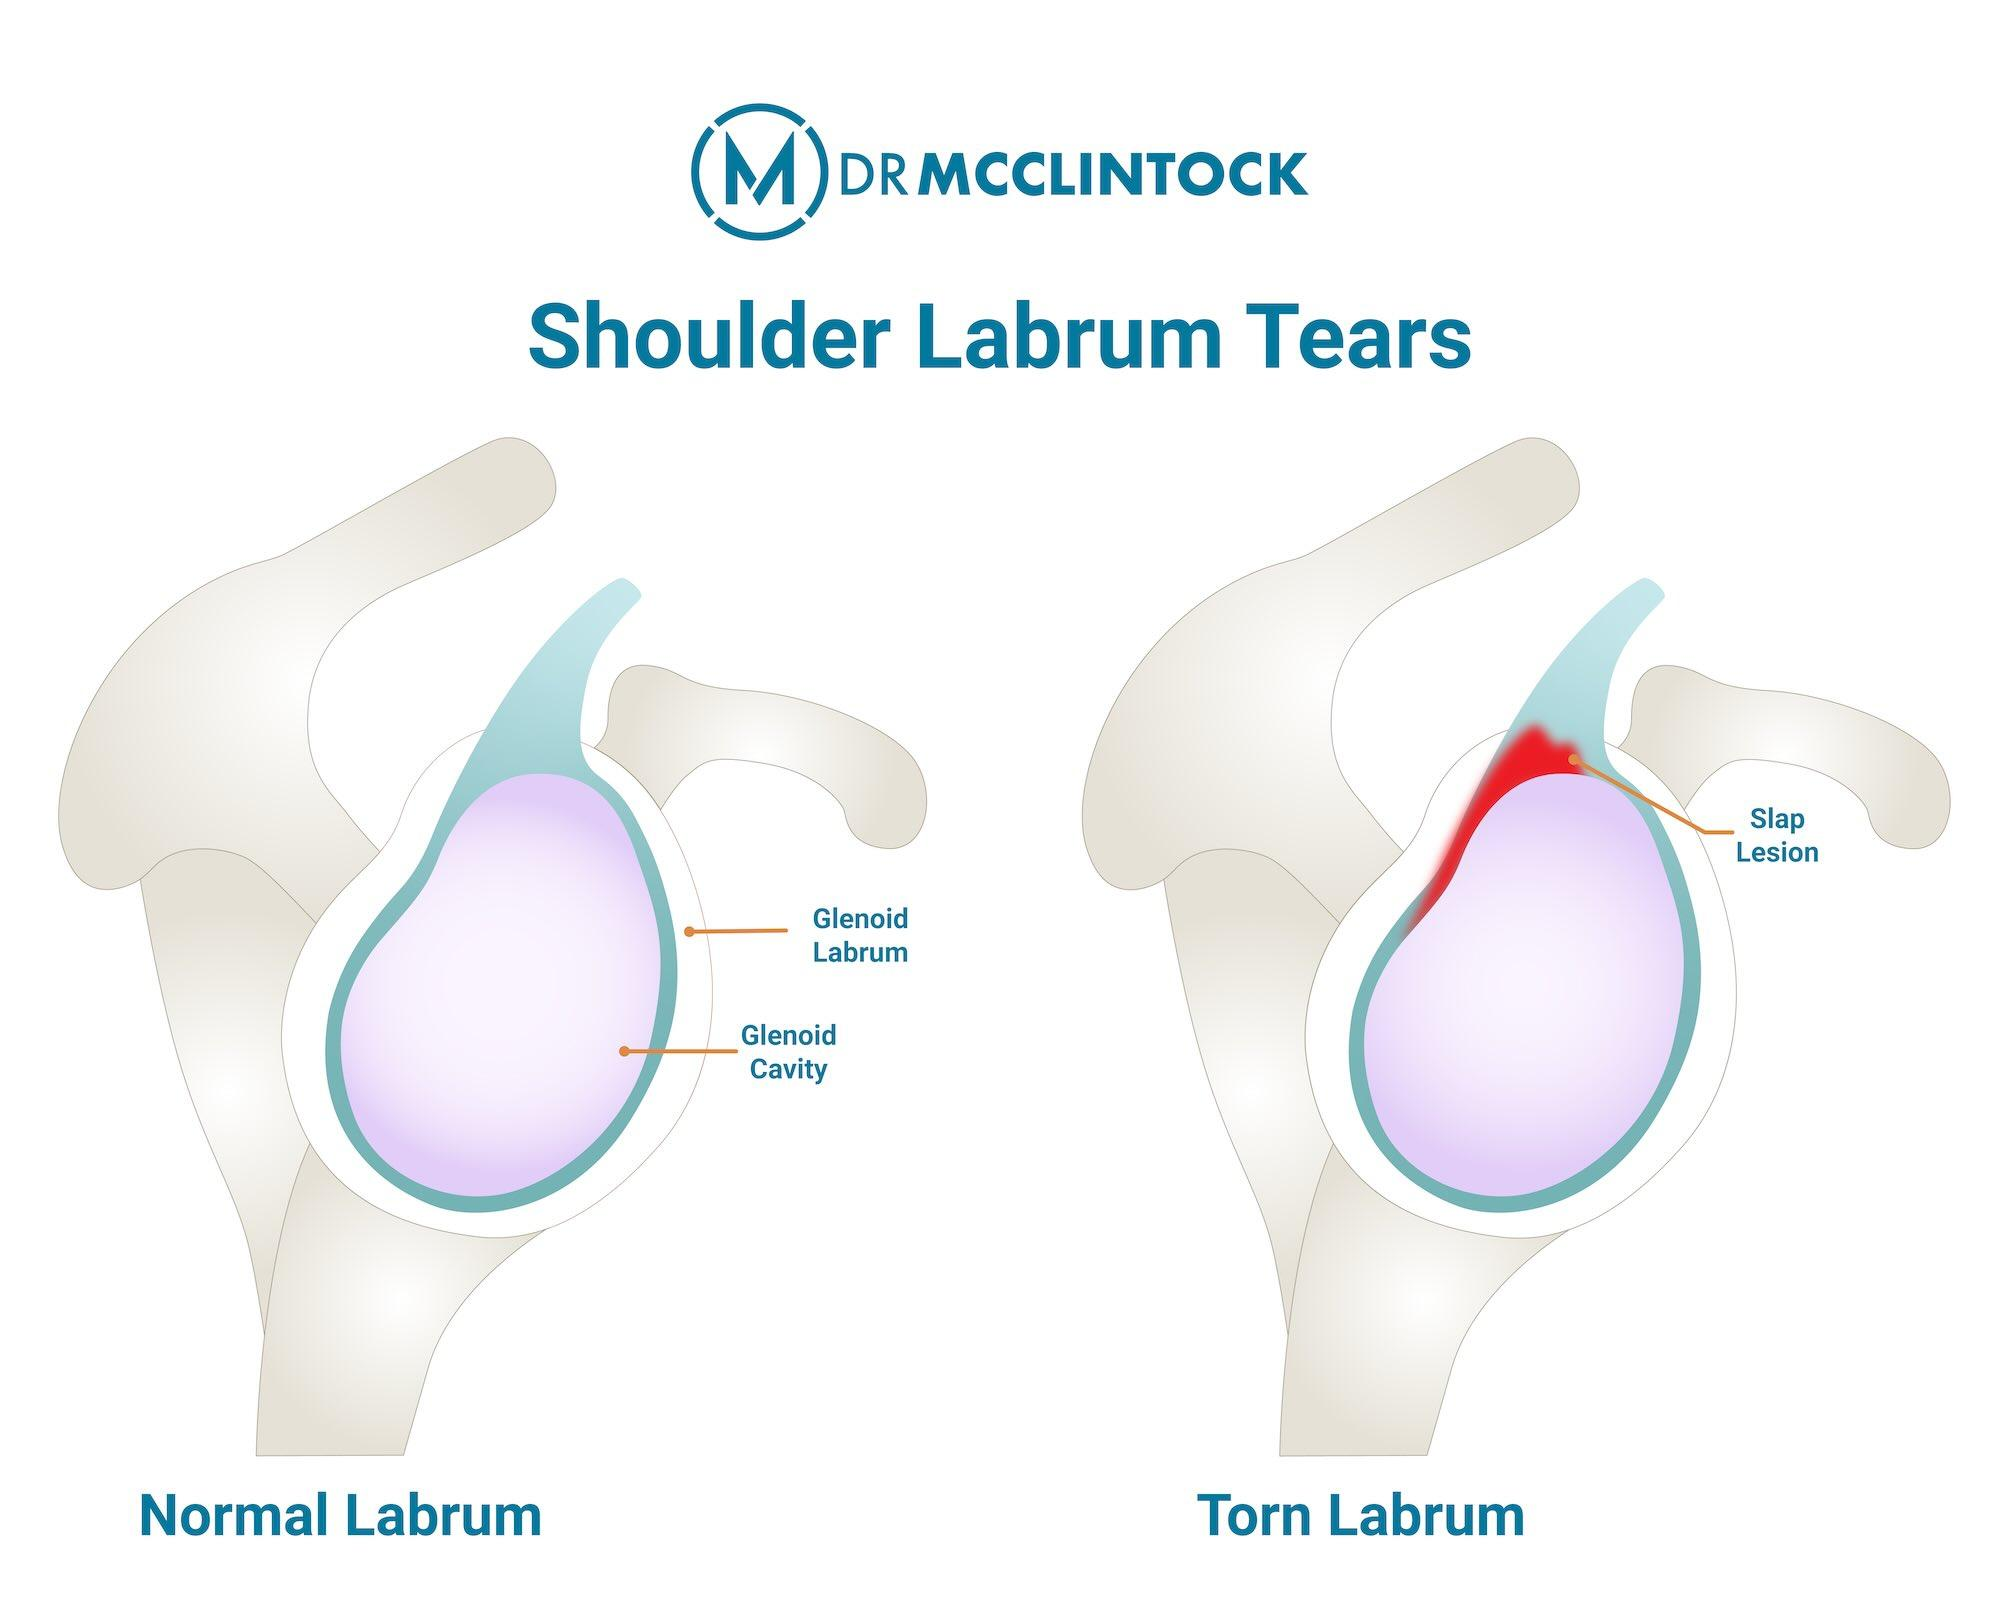 M DR MCCLINTOCK
Shoulder Labrum Tears
Glenoid
Labrum
Glenoid
Cavity
Slap
Lesion
Normal Labrum
Torn Labrum